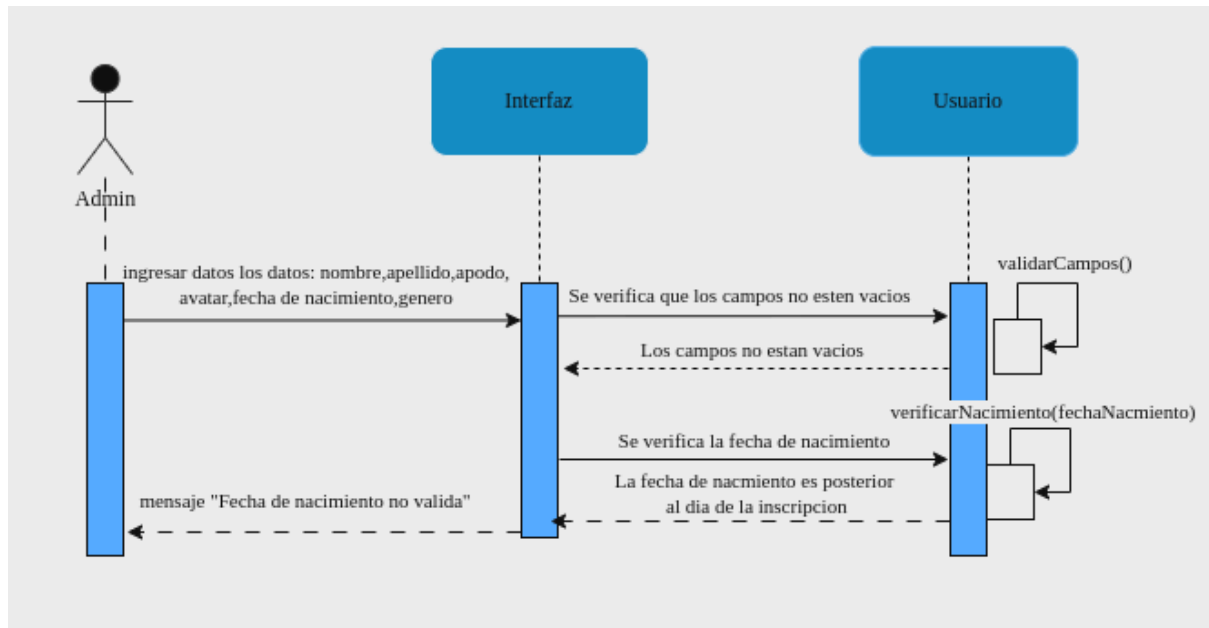 Interfaz
Usuario
Admin
ingresar datos los datos: nombre,apellido,apodo,
avatar,fecha de nacimiento,genero
Se verifica que los campos no esten vacios
validarCampos()
Los campos no estan vacios
verificarNacimiento(fechaNacmiento)
Se verifica la fecha de nacimiento
La fecha de nacmiento es posterior
al dia de la inscripcion
mensaje "Fecha de nacimiento no valida"